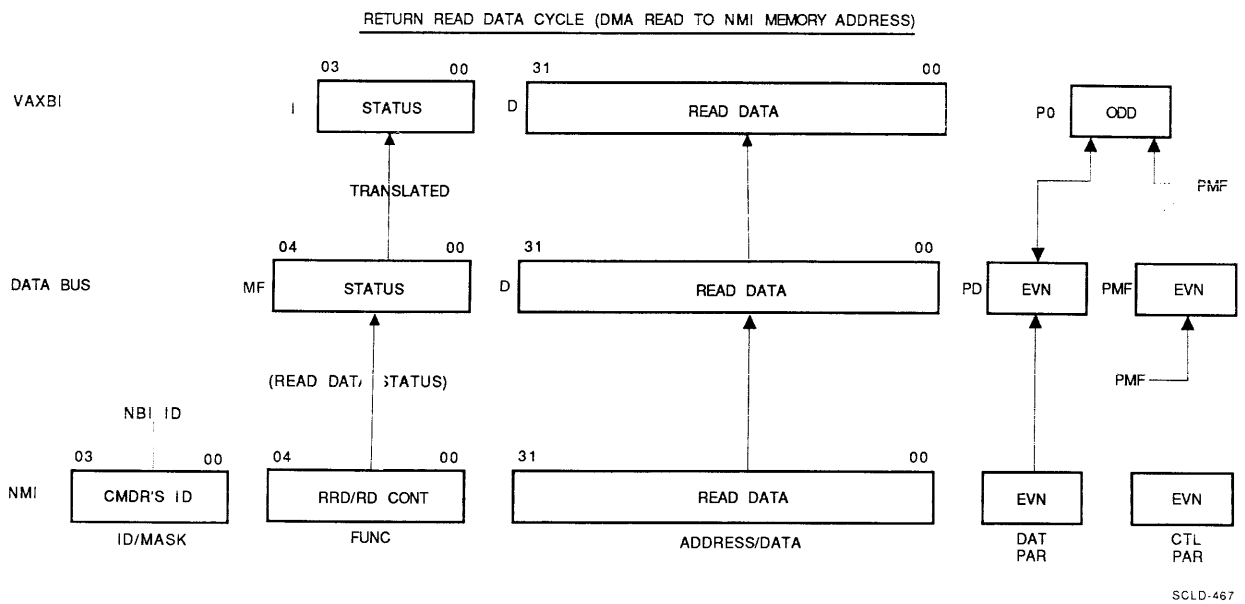 RETURN READ DATA CYCLE (DMA READ TO NMI MEMORY ADDRESS)
03 00 31 00
VAXBI I STATUS D READ DATA P0 ODD
TRANSLATED PMF
04 00 31 00
DATA BUS MF STATUS D READ DATA PD EVN PMF EVN
(READ DATA STATUS) PMF
NBI ID
03 00 04 00 31 00
NMI CMDR'S ID RRD/RD CONT READ DATA EVN EVN
ID/MASK FUNC ADDRESS/DATA DAT CTL
PAR PAR
SCLD-467